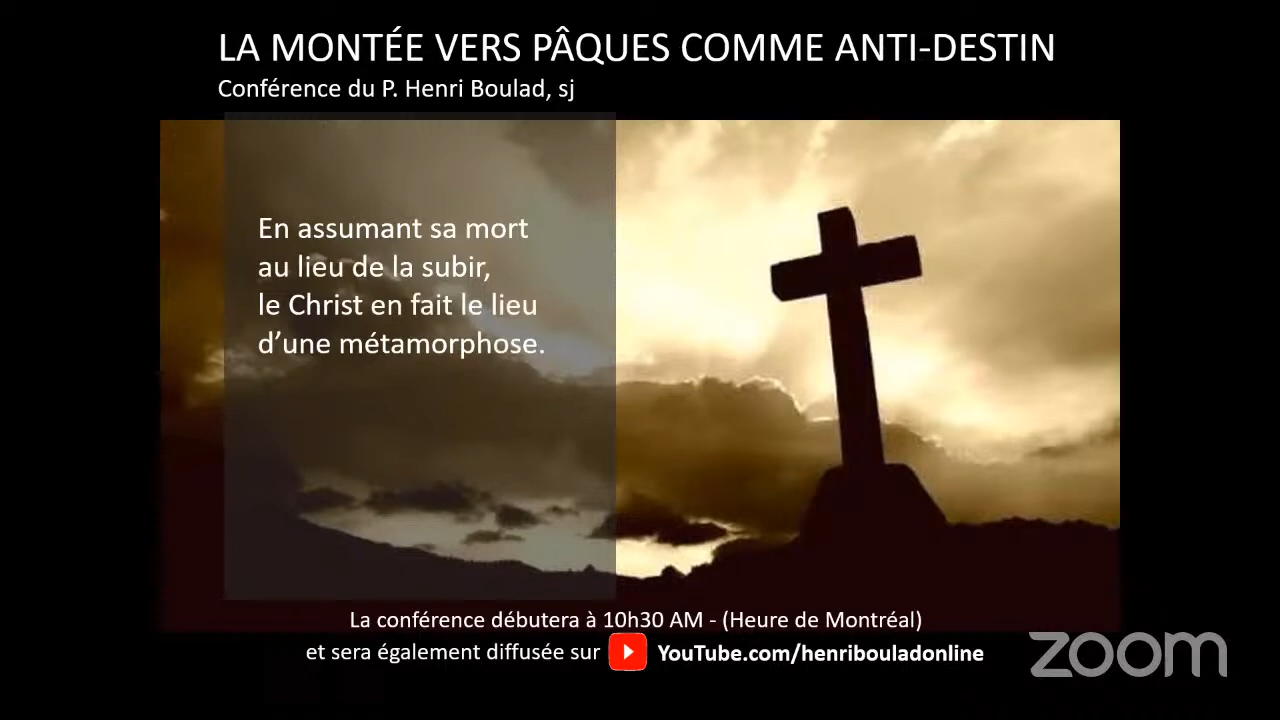 LA MONTÉE VERS PÂQUES COMME ANTI-DESTIN
Conférence du P. Henri Boulad, sj
En assumant sa mort
au lieu de la subir,
le Christ en fait le lieu
d’une métamorphose.
La conférence débutera à 10h30 AM - (Heure de Montréal)
et sera également diffusée sur YouTube.com/henribouladonline
zoom